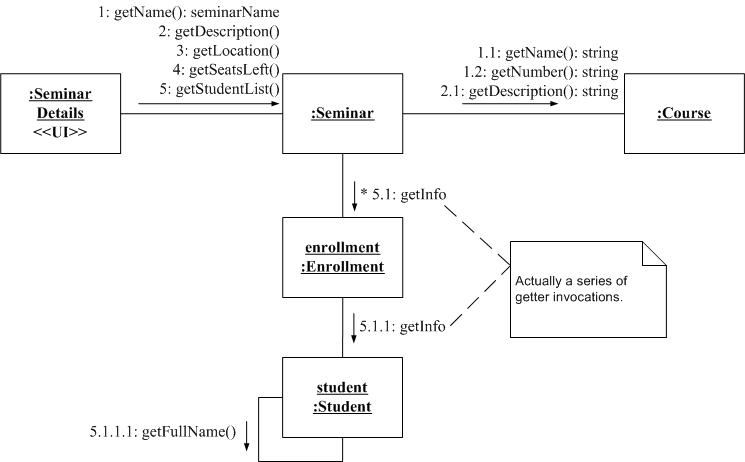 1: getName(): seminarName
2: getDescription()
3: getLocation()
4: getSeatsLeft()
5: getStudentList()
1.1: getName(): string
1.2: getNumber(): string
2.1: getDescription(): string
:Seminar
Details
<<UI>>
:Seminar
:Course
* 5.1: getInfo
enrollment
:Enrollment
Actually a series of
getter invocations.
5.1.1: getInfo
student
:Student
5.1.1.1: getFullName()